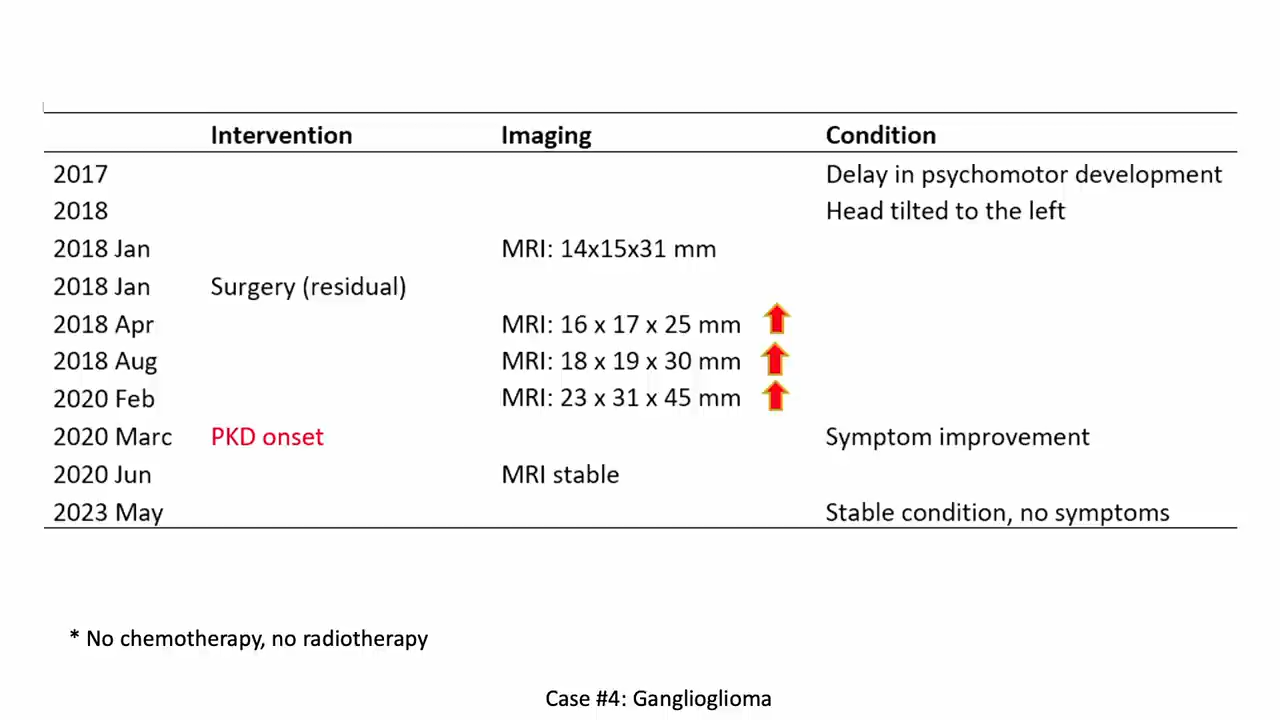 Intervention Imaging Condition
2017 Delay in psychomotor development
2018 Head tilted to the left
2018 Jan MRI: 14x15x31 mm
2018 Jan Surgery (residual)
2018 Apr MRI: 16 x 17 x 25 mm
2018 Aug MRI: 18 x 19 x 30 mm
2020 Feb MRI: 23 x 31 x 45 mm
2020 Marc PKD onset Symptom improvement
2020 Jun MRI stable
2023 May Stable condition, no symptoms
* No chemotherapy, no radiotherapy
Case #4: Ganglioglioma